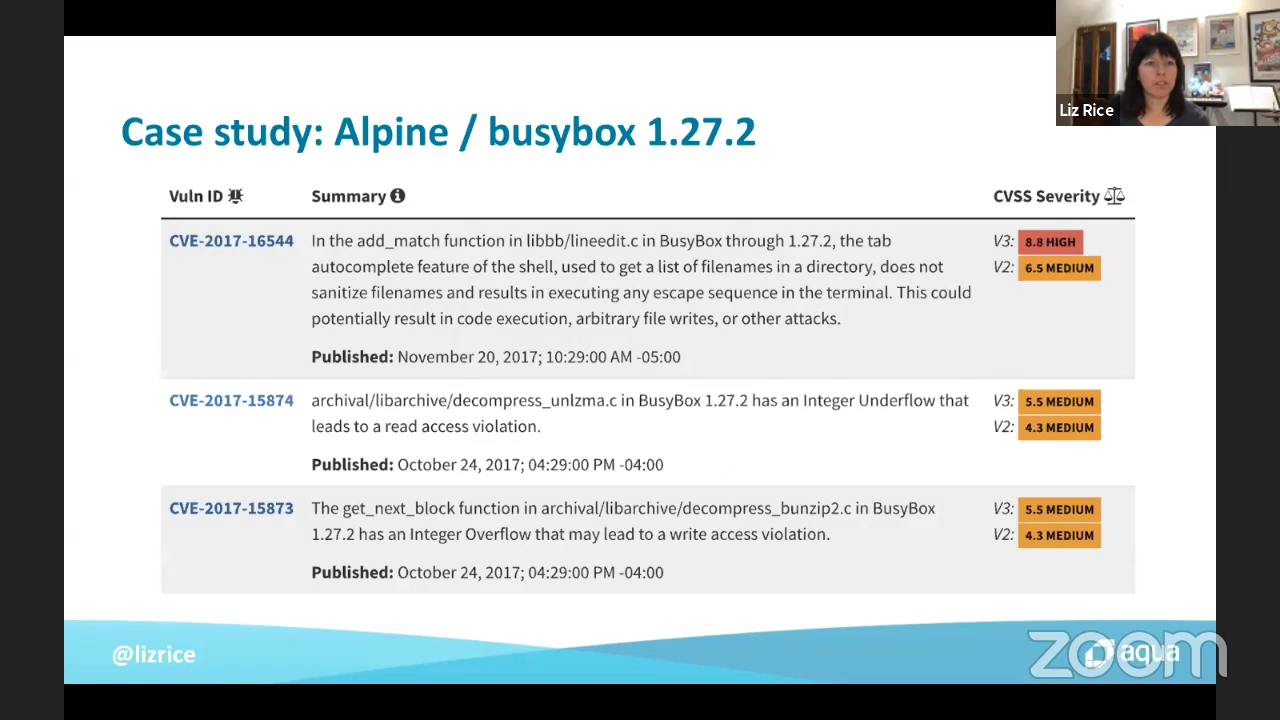 Liz Rice
Case study: Alpine / busybox 1.27.2
Vuln ID Summary CVSS Severity
CVE-2017-16544 In the add_match function in libbb/lineedit.c in BusyBox through 1.27.2, the tab V3: 8.8 HIGH
autocomplete feature of the shell, used to get a list of filenames in a directory, does not V2: 6.5 MEDIUM
sanitize filenames and results in executing any escape sequence in the terminal. This could
potentially result in code execution, arbitrary file writes, or other attacks.
Published: November 20, 2017; 10:29:00 AM -05:00
CVE-2017-15874 archival/libarchive/decompress_unlzma.c in BusyBox 1.27.2 has an Integer Underflow that V3: 5.5 MEDIUM
leads to a read access violation. V2: 4.3 MEDIUM
Published: October 24, 2017; 04:29:00 PM -04:00
CVE-2017-15873 The get_next_block function in archival/libarchive/decompress_bunzip2.c in BusyBox V3: 5.5 MEDIUM
1.27.2 has an Integer Overflow that may lead to a write access violation. V2: 4.3 MEDIUM
Published: October 24, 2017; 04:29:00 PM -04:00
@lizrice
aqua
zoom